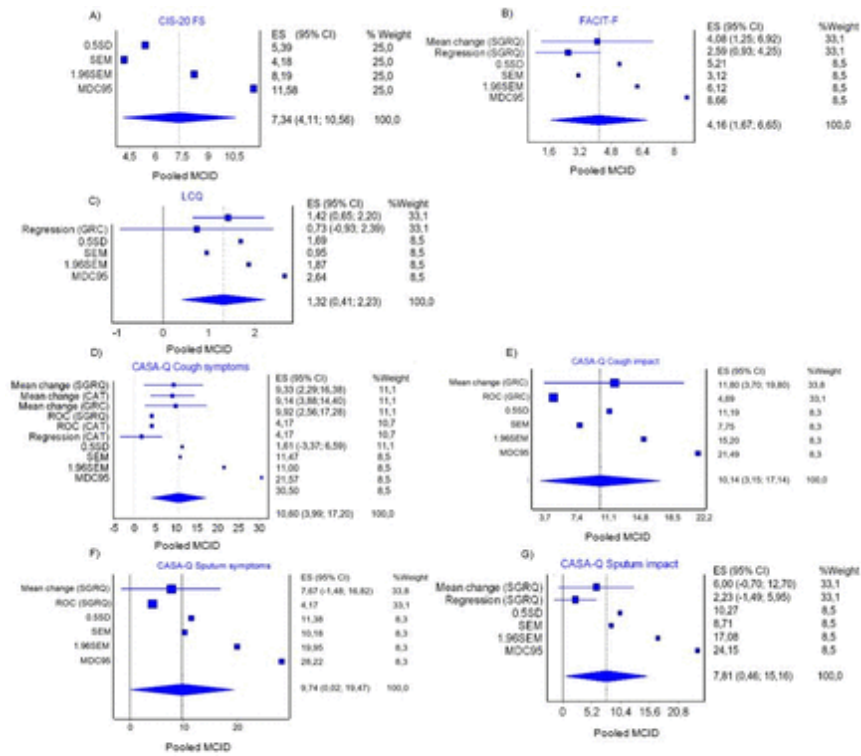 A)
CIS-20 FS
ES (95% CI) % Weight
0.5SD 5,39 25,0
SEM 4,18 25,0
1.96SEM 8,19 25,0
MDC95 11,58 25,0
7,34 (4,11; 10,56) 100,0
4,5 6 7,5 9 10,5
Pooled MCID
B)
FACIT-F
ES (95% CI) %Weight
Mean change (SGRQ) 4,08 (1,25; 6,92) 33,1
Regression (SGRQ) 2,59 (0,93; 4,25) 33,1
0.5SD 5,21 8,5
SEM 3,12 8,5
1.96SEM 6,12 8,5
MDC95 8,66 8,5
4,16 (1,67; 6,65) 100,0
1,6 3,2 4,8 6,4 8
Pooled MCID
C)
LCQ
ES (95% CI) %Weight
1,42 (0,65; 2,20) 33,1
Regression (GRC) 0,73 (-0,93; 2,39) 33,1
0.5SD 1,69 8,5
SEM 0,95 8,5
1.96SEM 1,87 8,5
MDC95 2,64 8,5
1,32 (0,41; 2,23) 100,0
-1 0 1 2
Pooled MCID
D)
CASA-Q Cough symptoms
ES (95% CI) %Weight
Mean change (SGRQ) 9,33 (2,29;16,38) 11,1
Mean change (CAT) 9,14 (3,88;14,40) 11,1
Mean change (GRC) 9,92 (2,56;17,28) 11,1
ROC (SGRQ) 4,17 10,7
ROC (CAT) 4,17 10,7
Regression (CAT) 1,61 (-3,37; 6,59) 11,1
0.5SD 11,47 8,5
SEM 11,00 8,5
1.96SEM 21,57 8,5
MDC95 30,50 8,5
10,60 (3,99; 17,20) 100,0
-5 0 5 10 15 20 25 30
Pooled MCID
E)
CASA-Q Cough impact
ES (95% CI) %Weight
Mean change (GRC) 11,80 (3,70; 19,80) 33,8
ROC (GRC) 4,69 33,1
0.5SD 11,19 8,3
SEM 7,75 8,3
1.96SEM 15,20 8,3
MDC95 21,49 8,3
10,14 (3,15; 17,14) 100,0
3,7 7,4 11,1 14,8 18,5 22,2
Pooled MCID
F)
CASA-Q Sputum symptoms
ES (95% CI) %Weight
Mean change (SGRQ) 7,67 (-1,48; 16,82) 33,8
ROC (SGRQ) 4,17 33,1
0.5SD 11,38 8,3
SEM 10,18 8,3
1.96SEM 19,95 8,3
MDC95 28,22 8,3
9,74 (0,02; 19,47) 100,0
0 10 20
Pooled MCID
G)
CASA-Q Sputum impact
ES (95% CI) %Weight
Mean change (SGRQ) 6,00 (-0,70; 12,70) 33,1
Regression (SGRQ) 2,23 (-1,49; 5,95) 33,1
0.5SD 10,27 8,5
SEM 8,71 8,5
1.96SEM 17,08 8,5
MDC95 24,15 8,5
7,81 (0,46; 15,16) 100,0
0 5,2 10,4 15,6 20,8
Pooled MCID